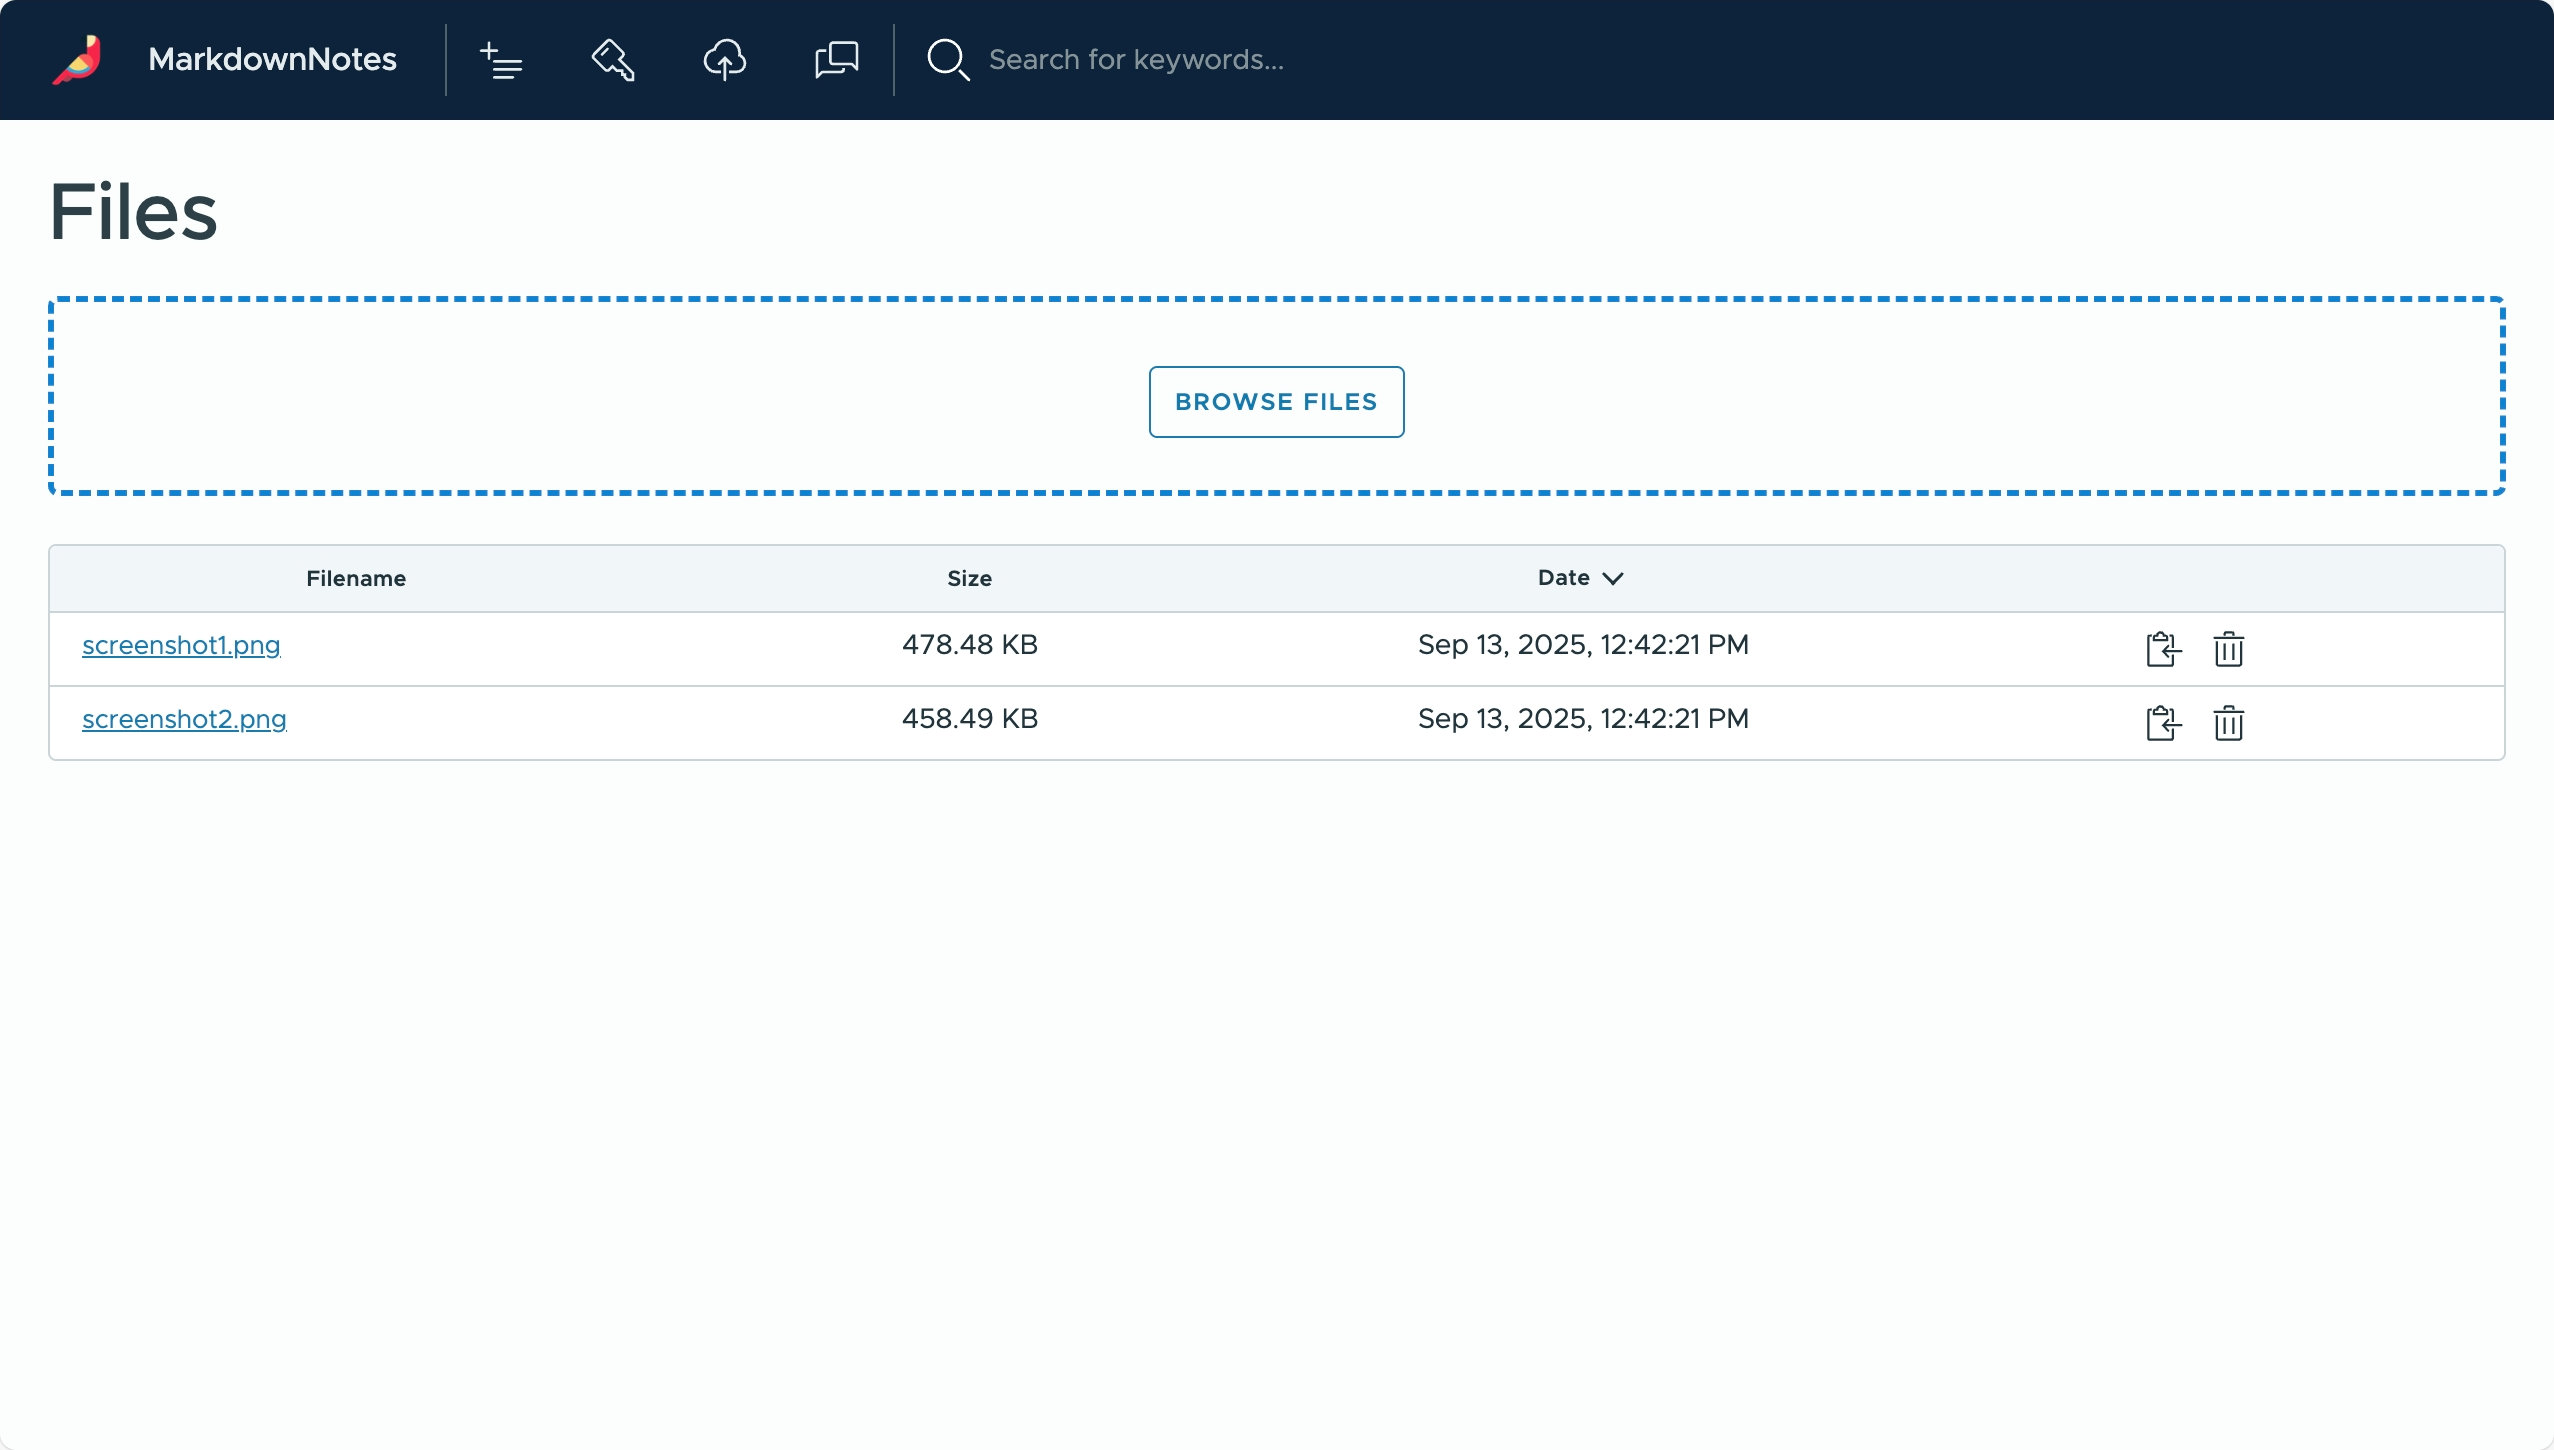 MarkdownNotes
Search for keywords...
Files
BROWSE FILES
Filename Size Date
screenshot1.png 478.48 KB Sep 13, 2025, 12:42:21 PM
screenshot2.png 458.49 KB Sep 13, 2025, 12:42:21 PM